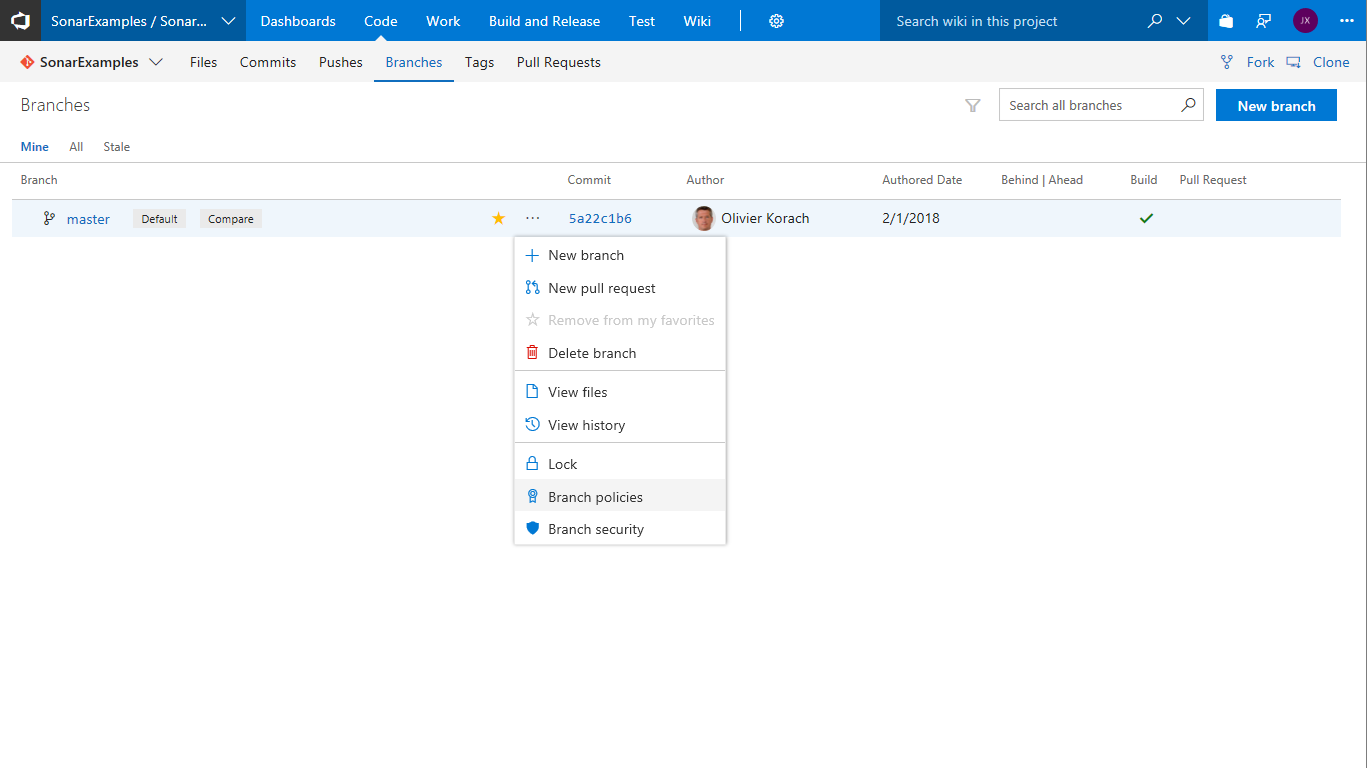 SonarExamples / Sonar... Dashboards Code Work Build and Release Test Wiki Search wiki in this project JX
SonarExamples Files Commits Pushes Branches Tags Pull Requests Fork Clone
Branches Search all branches New branch
Mine All Stale
Branch Commit Author Authored Date Behind | Ahead Build Pull Request
master Default Compare ... 5a22c1b6 Olivier Korach 2/1/2018
New branch
New pull request
Remove from my favorites
Delete branch
View files
View history
Lock
Branch policies
Branch security